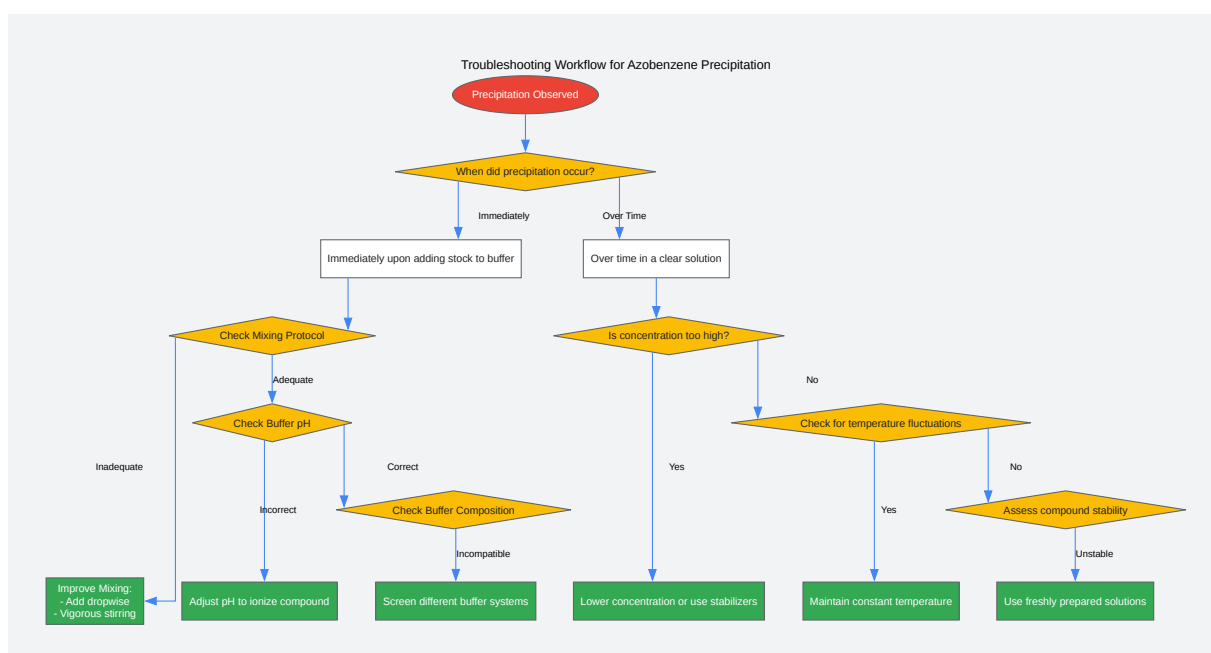 Troubleshooting Workflow for Azobenzene Precipitation
Precipitation Observed
When did precipitation occur?
Immediately
Over Time
Immediately upon adding stock to buffer
Over time in a clear solution
Check Mixing Protocol
Is concentration too high?
Adequate
No
Check Buffer pH
Check for temperature fluctuations
Inadequate
Correct
Yes
No
Incorrect
Check Buffer Composition
Yes
Assess compound stability
Incompatible
Unstable
Improve Mixing:
- Add dropwise
- Vigorous stirring
Adjust pH to ionize compound
Screen different buffer systems
Lower concentration or use stabilizers
Maintain constant temperature
Use freshly prepared solutions